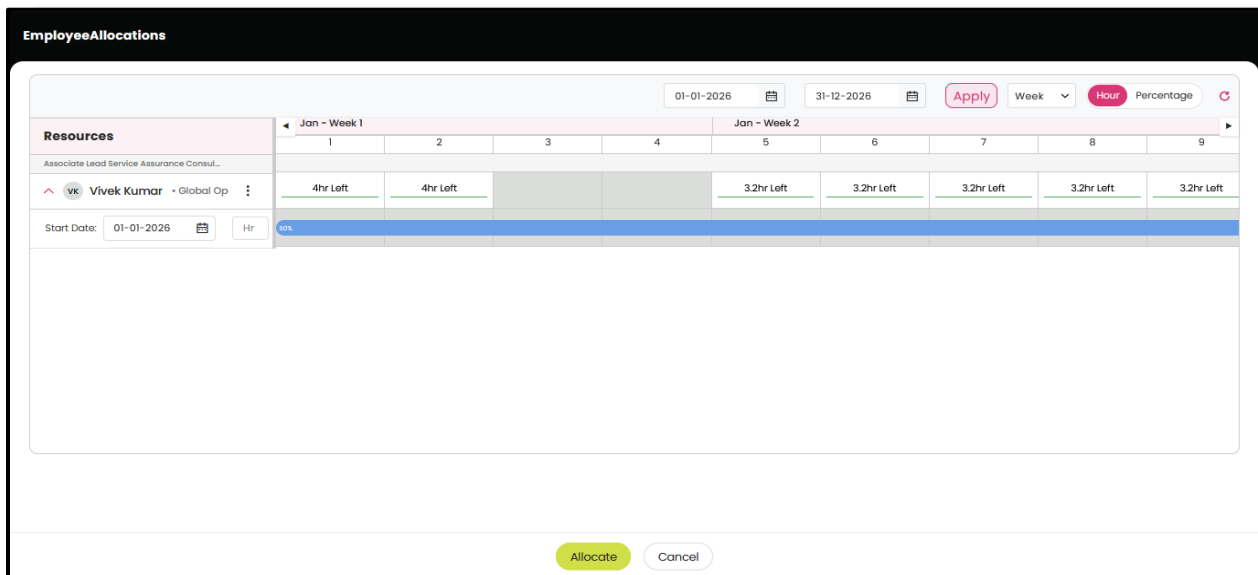 EmployeeAllocations
01-01-2026 31-12-2026 Apply Week Hour Percentage
Resources
Jan - Week 1 Jan - Week 2
1 2 3 4 5 6 7 8 9
Associate Lead Service Assurance Consul...
VK Vivek Kumar • Global Op 4hr Left 4hr Left 3.2hr Left 3.2hr Left 3.2hr Left 3.2hr Left 3.2hr Left
Start Date: 01-01-2026 Hr 50%
Allocate Cancel